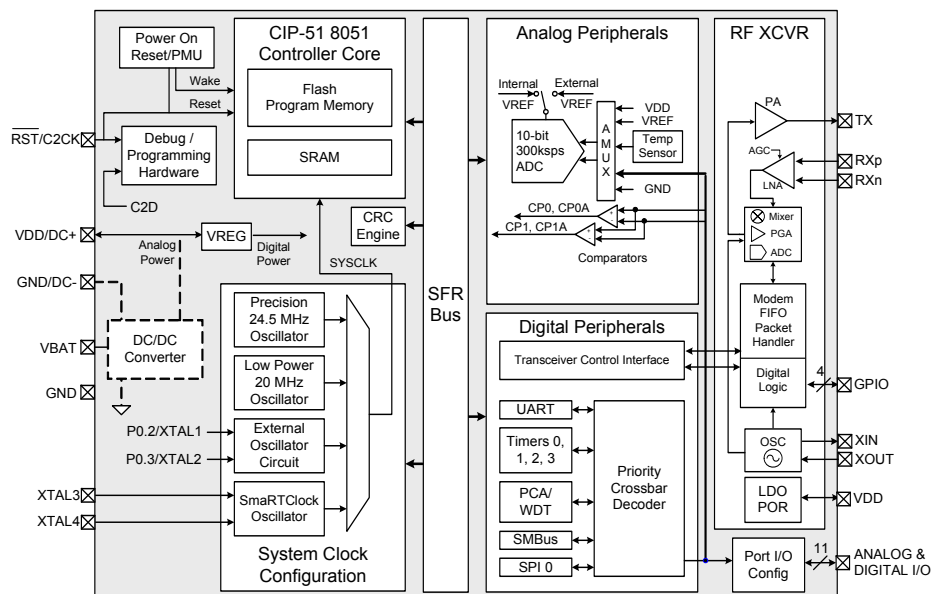 Power On
Reset/PMU
Wake
Reset
RST/C2CK
Debug /
Programming
Hardware
C2D
CIP-51 8051
Controller Core
Flash
Program Memory
SRAM
VDD/DC+
Analog
Power
VREG
Digital
Power
CRC
Engine
SYSCLK
GND/DC-
DC/DC
Converter
VBAT
GND
P0.2/XTAL1
P0.3/XTAL2
XTAL3
XTAL4
Precision
24.5 MHz
Oscillator
Low Power
20 MHz
Oscillator
External
Oscillator
Circuit
SmaRTClock
Oscillator
System Clock
Configuration
SFR
Bus
Analog Peripherals
Internal
VREF
External
VREF
10-bit
300ksps
ADC
A
M
U
X
VDD
VREF
Temp
Sensor
GND
CP0, CP0A
CP1, CP1A
+
-
+
-
Comparators
Digital Peripherals
Transceiver Control Interface
UART
Timers 0,
1, 2, 3
PCA/
WDT
SMBus
SPI 0
Priority
Crossbar
Decoder
RF XCVR
PA
TX
AGC
LNA
RXp
RXn
Mixer
PGA
ADC
Modem
FIFO
Packet
Handler
Digital
Logic
4
GPIO
OSC
XIN
XOUT
LDO
POR
VDD
Port I/O
Config
11
ANALOG &
DIGITAL I/O